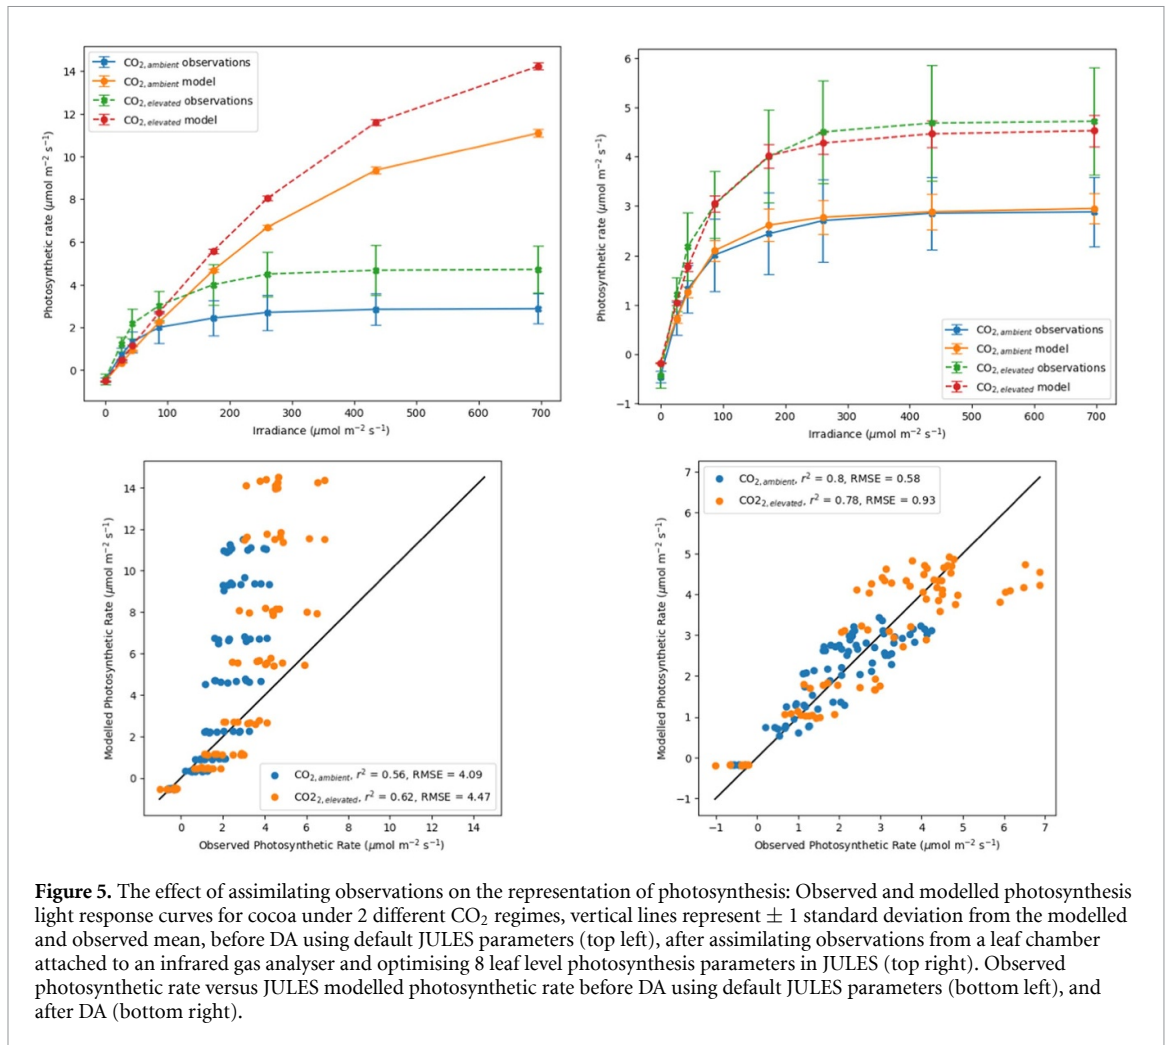 CO2,ambient observations
CO2,ambient model
CO2,elevated observations
CO2,elevated model
Photosynthetic rate (μmol m−2 s−1)
14
12
10
8
6
4
2
0
0 100 200 300 400 500 600 700
Irradiance (μmol m−2 s−1)
Photosynthetic rate (μmol m−2 s−1)
6
5
4
3
2
1
0
−1
CO2,ambient observations
CO2,ambient model
CO2,elevated observations
CO2,elevated model
0 100 200 300 400 500 600 700
Irradiance (μmol m−2 s−1)
Modelled Photosynthetic Rate (μmol m−2 s−1)
14
12
10
8
6
4
2
0
CO2,ambient, r2 = 0.56, RMSE = 4.09
CO22,elevated, r2 = 0.62, RMSE = 4.47
0 2 4 6 8 10 12 14
Observed Photosynthetic Rate (μmol m−2 s−1)
Modelled Photosynthetic Rate (μmol m−2 s−1)
CO2,ambient, r2 = 0.8, RMSE = 0.58
CO22,elevated, r2 = 0.78, RMSE = 0.93
7
6
5
4
3
2
1
0
−1
−1 0 1 2 3 4 5 6 7
Observed Photosynthetic Rate (μmol m−2 s−1)
Figure 5. The effect of assimilating observations on the representation of photosynthesis: Observed and modelled photosynthesis
light response curves for cocoa under 2 different CO2 regimes, vertical lines represent ± 1 standard deviation from the modelled
and observed mean, before DA using default JULES parameters (top left), after assimilating observations from a leaf chamber
attached to an infrared gas analyser and optimising 8 leaf level photosynthesis parameters in JULES (top right). Observed
photosynthetic rate versus JULES modelled photosynthetic rate before DA using default JULES parameters (bottom left), and
after DA (bottom right).